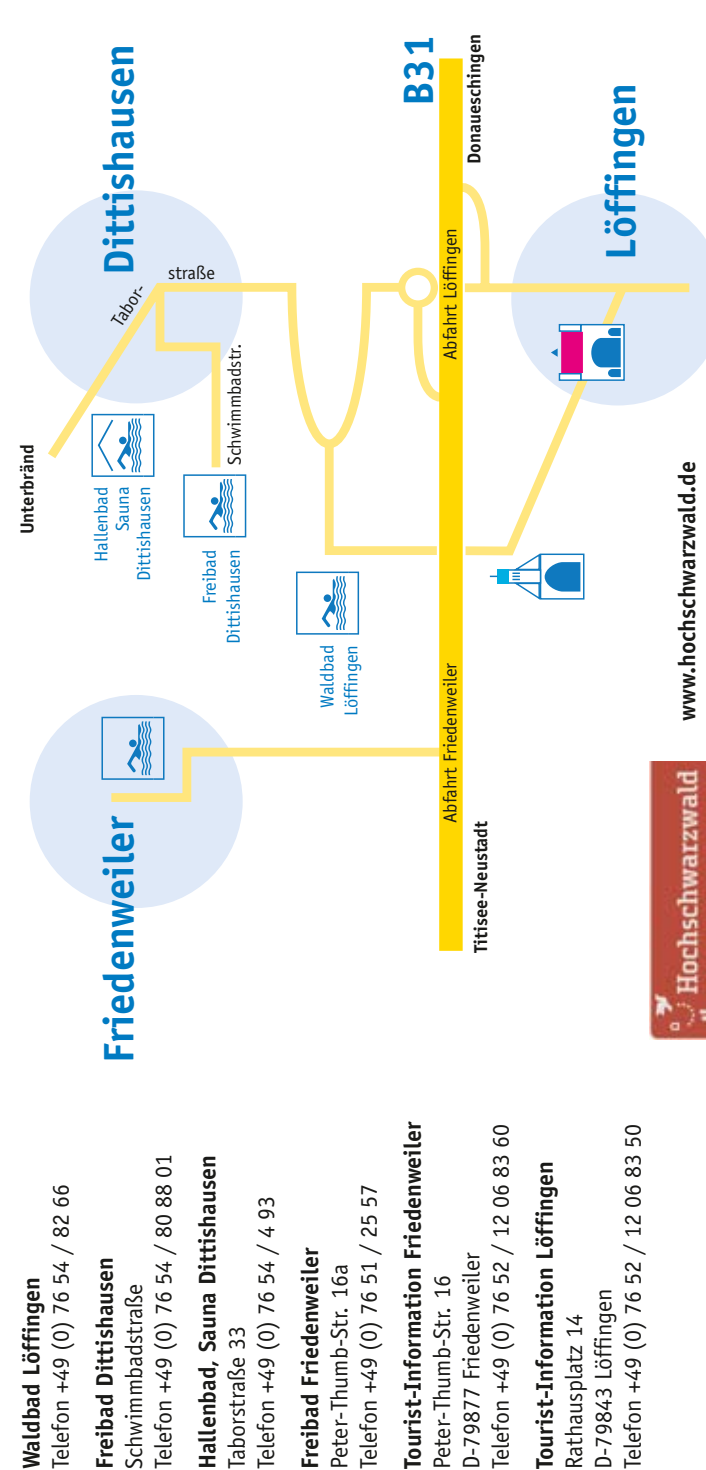 Waldbad Löffingen
Telefon +49 (0) 76 54 / 82 66
Freibad Dittishausen
Schwimmbadstraße
Telefon +49 (0) 76 54 / 80 88 01
Hallenbad, Sauna Dittishausen
Taborstraße 33
Telefon +49 (0) 76 54 / 4 93
Freibad Friedenweiler
Peter-Thumb-Str. 16a
Telefon +49 (0) 76 51 / 25 57
Tourist-Information Friedenweiler
Peter-Thumb-Str. 16
D-79877 Friedenweiler
Telefon +49 (0) 76 52 / 12 06 83 60
Tourist-Information Löffingen
Rathausplatz 14
D-79843 Löffingen
Telefon +49 (0) 76 52 / 12 06 83 50
Unterbränd
Friedenweiler
Dittishausen
Tabor-
straße
Hallenbad
Sauna
Dittishausen
Freibad
Dittishausen
Schwimmbadstr.
Waldbad
Löffingen
B31
Abfahrt Friedenweiler
Abfahrt Löffingen
Titisee-Neustadt
Donaueschingen
Löffingen
Hochschwarzwald
www.hochschwarzwald.de